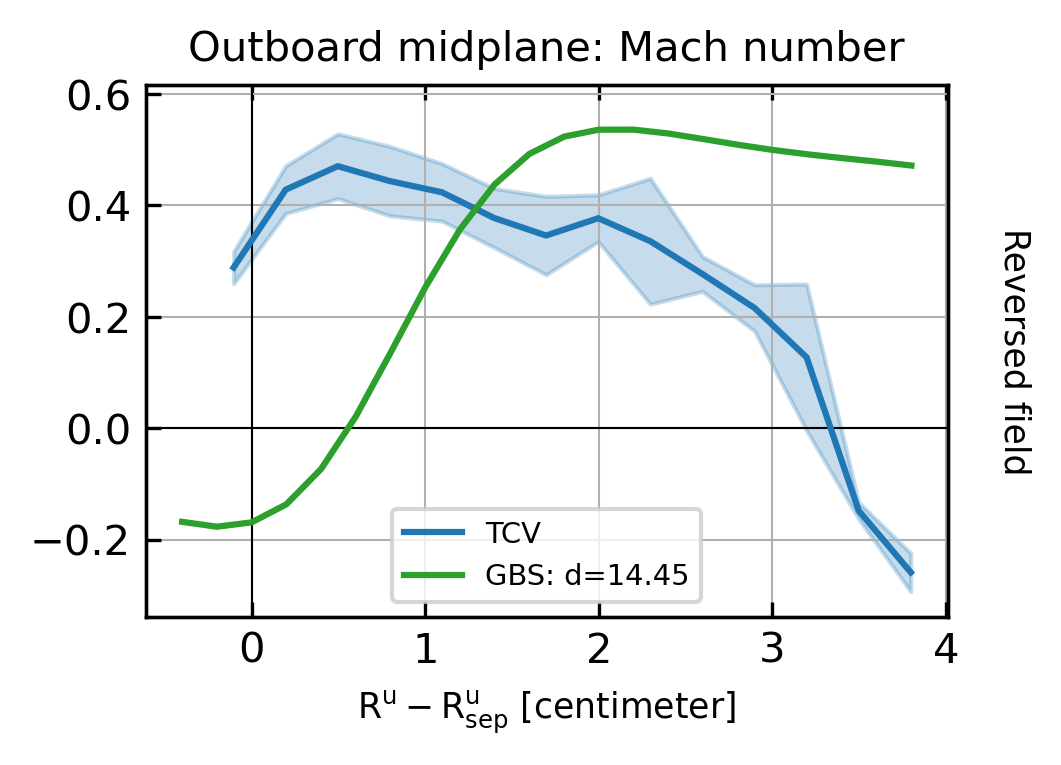 Outboard midplane: Mach number
0.6
0.4
0.2
0.0
−0.2
TCV
GBS: d=14.45
0 1 2 3 4
R^u − R^u_sep [centimeter]
Reversed field